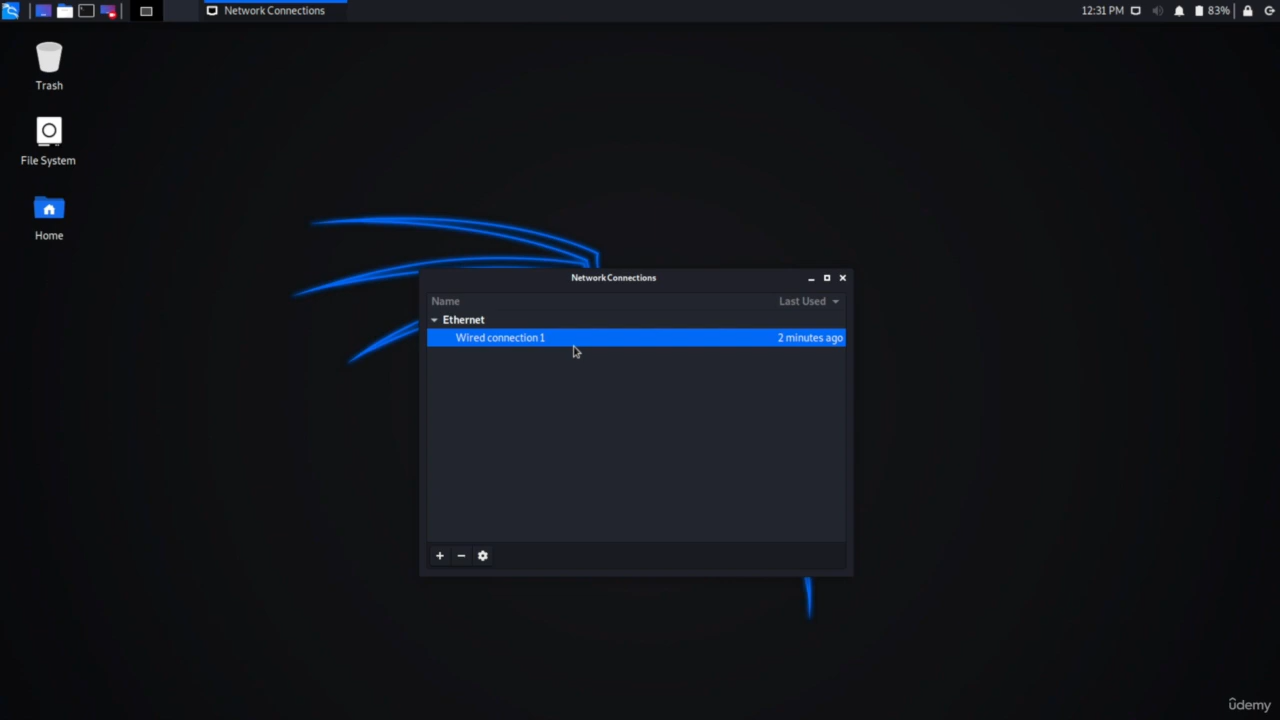 Network Connections
12:31 PM
83%
Trash
File System
Home
Network Connections
Name Last Used
Ethernet
Wired connection 1 2 minutes ago
ûdemy